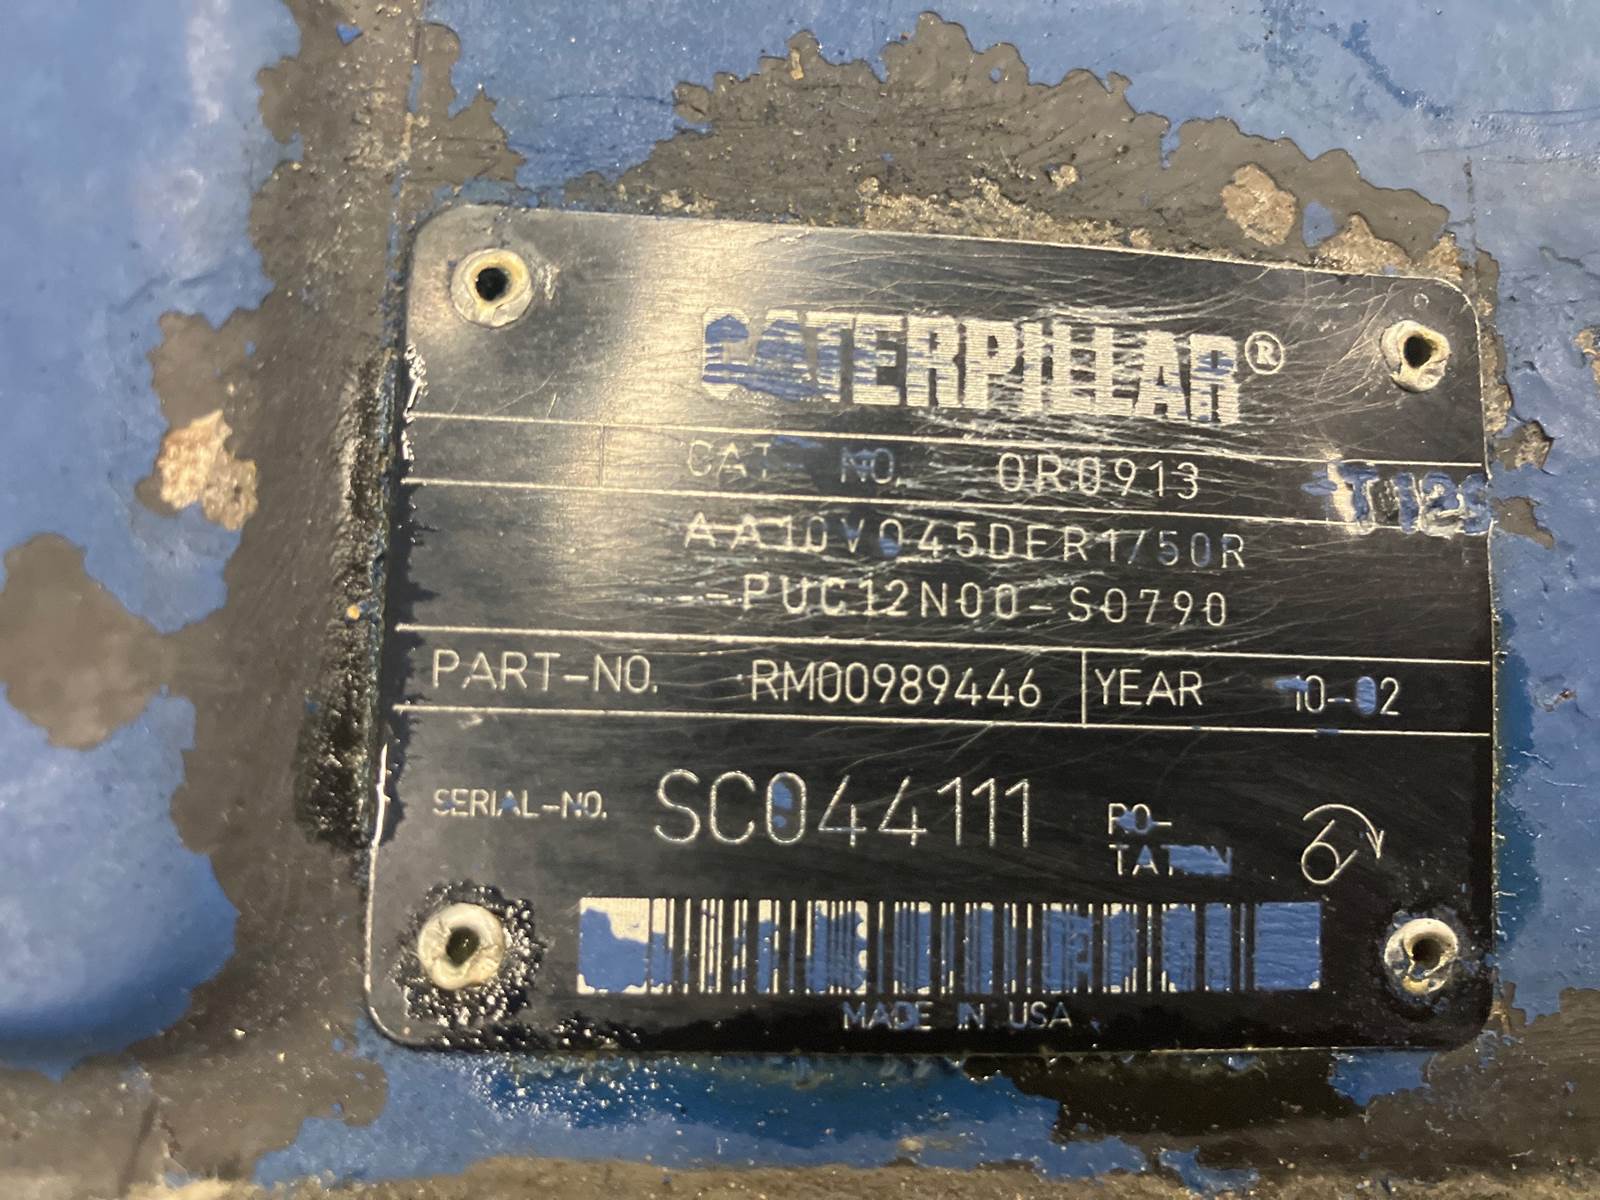 CATERPILLAR®
CAT- NO. 0R0913
AA10VO45DFR1/50R
-PUC12N00-S0790
PART-NO. RM00989446 YEAR 10-02
SERIAL-NO. SC044111 RO-
TATION
MADE IN USA